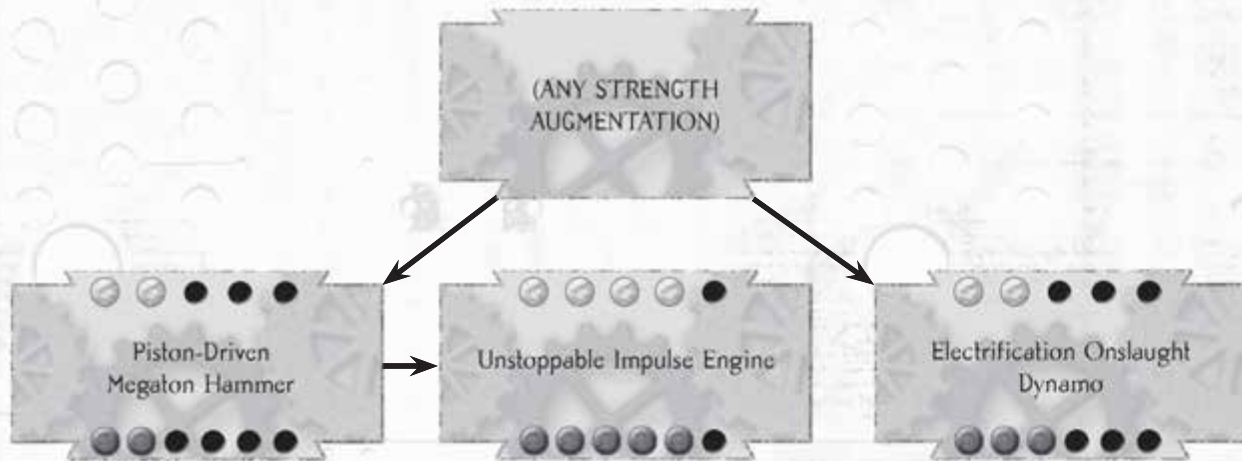 (ANY STRENGTH
AUGMENTATION)
Piston-Driven
Megaton Hammer
Unstoppable Impulse Engine
Electrification Onslaught
Dynamo